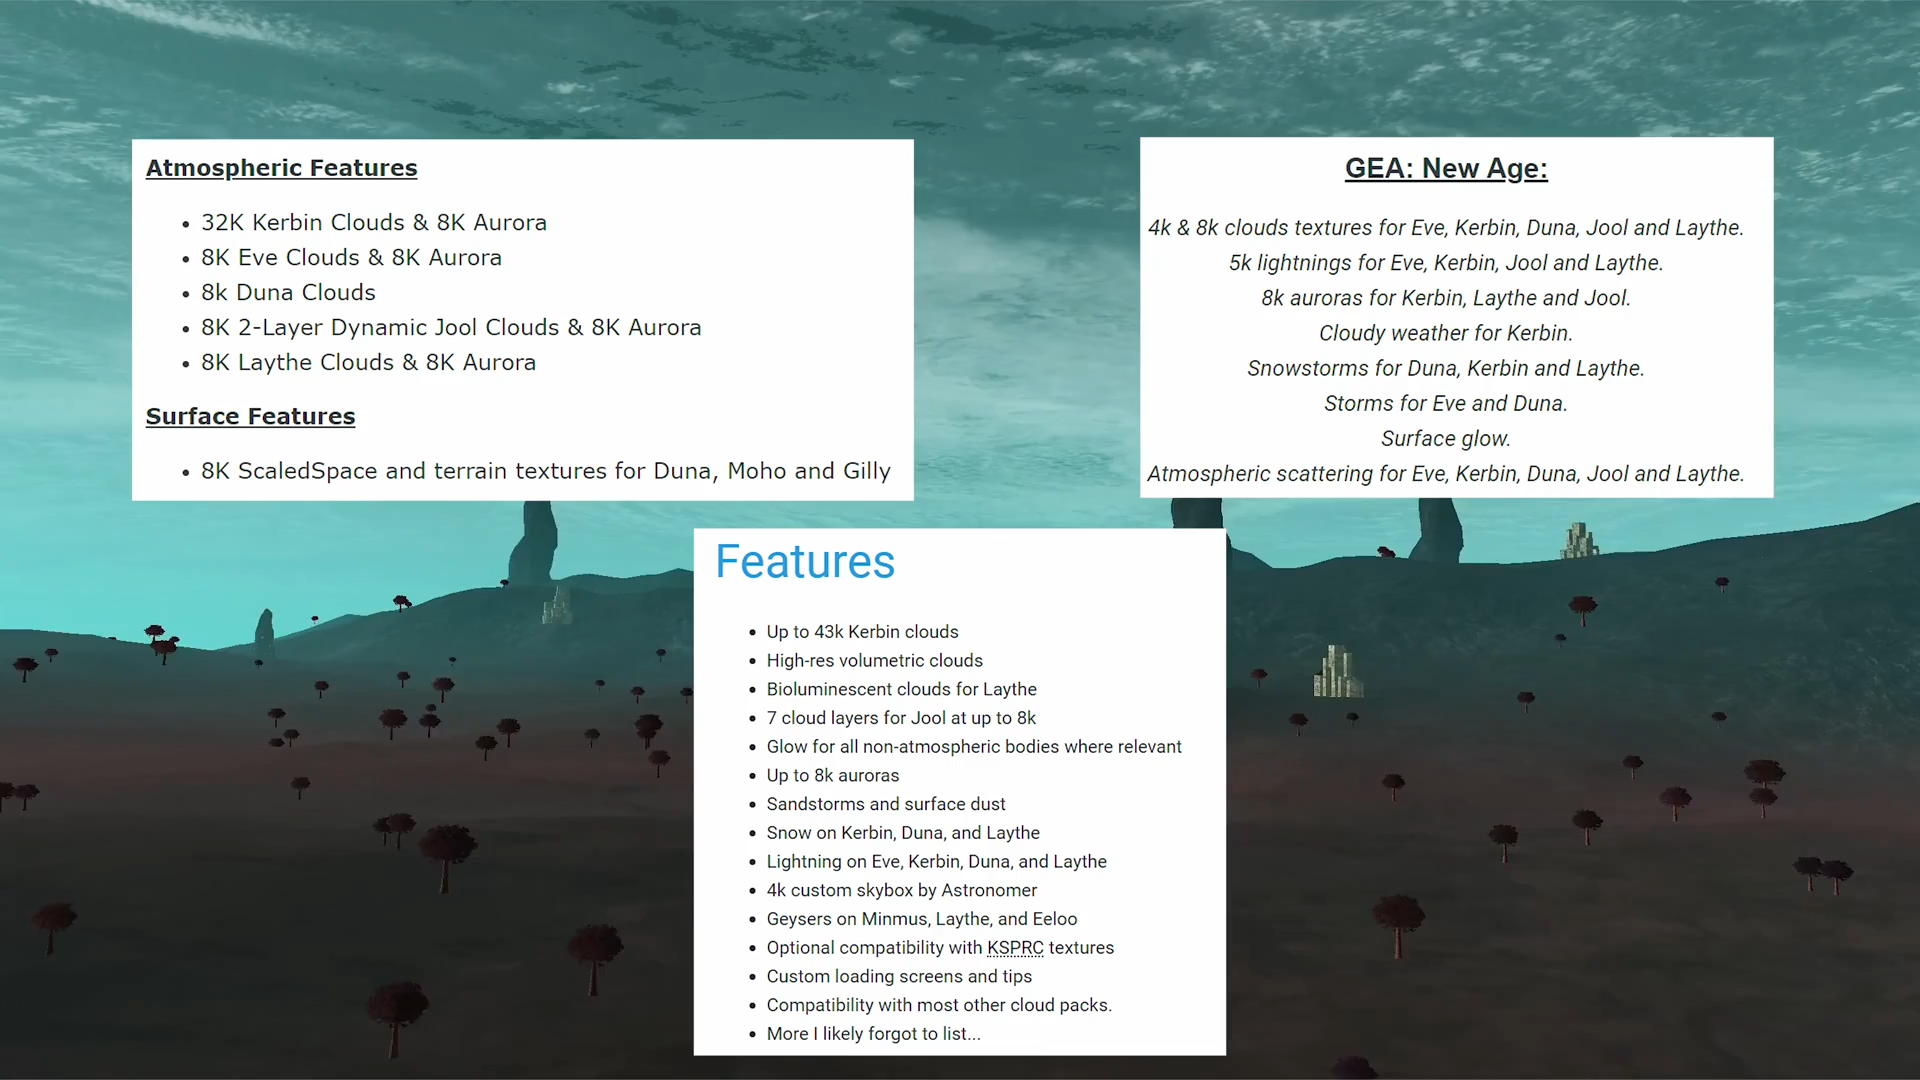 Atmospheric Features
32K Kerbin Clouds & 8K Aurora
8K Eve Clouds & 8K Aurora
8k Duna Clouds
8K 2-Layer Dynamic Jool Clouds & 8K Aurora
8K Laythe Clouds & 8K Aurora
Surface Features
8K ScaledSpace and terrain textures for Duna, Moho and Gilly
GEA: New Age:
4k & 8k clouds textures for Eve, Kerbin, Duna, Jool and Laythe.
5k lightnings for Eve, Kerbin, Jool and Laythe.
8k auroras for Kerbin, Laythe and Jool.
Cloudy weather for Kerbin.
Snowstorms for Duna, Kerbin and Laythe.
Storms for Eve and Duna.
Surface glow.
Atmospheric scattering for Eve, Kerbin, Duna, Jool and Laythe.
Features
Up to 43k Kerbin clouds
High-res volumetric clouds
Bioluminescent clouds for Laythe
7 cloud layers for Jool at up to 8k
Glow for all non-atmospheric bodies where relevant
Up to 8k auroras
Sandstorms and surface dust
Snow on Kerbin, Duna, and Laythe
Lightning on Eve, Kerbin, Duna, and Laythe
4k custom skybox by Astronomer
Geysers on Minmus, Laythe, and Eeloo
Optional compatibility with KSPRC textures
Custom loading screens and tips
Compatibility with most other cloud packs.
More I likely forgot to list...